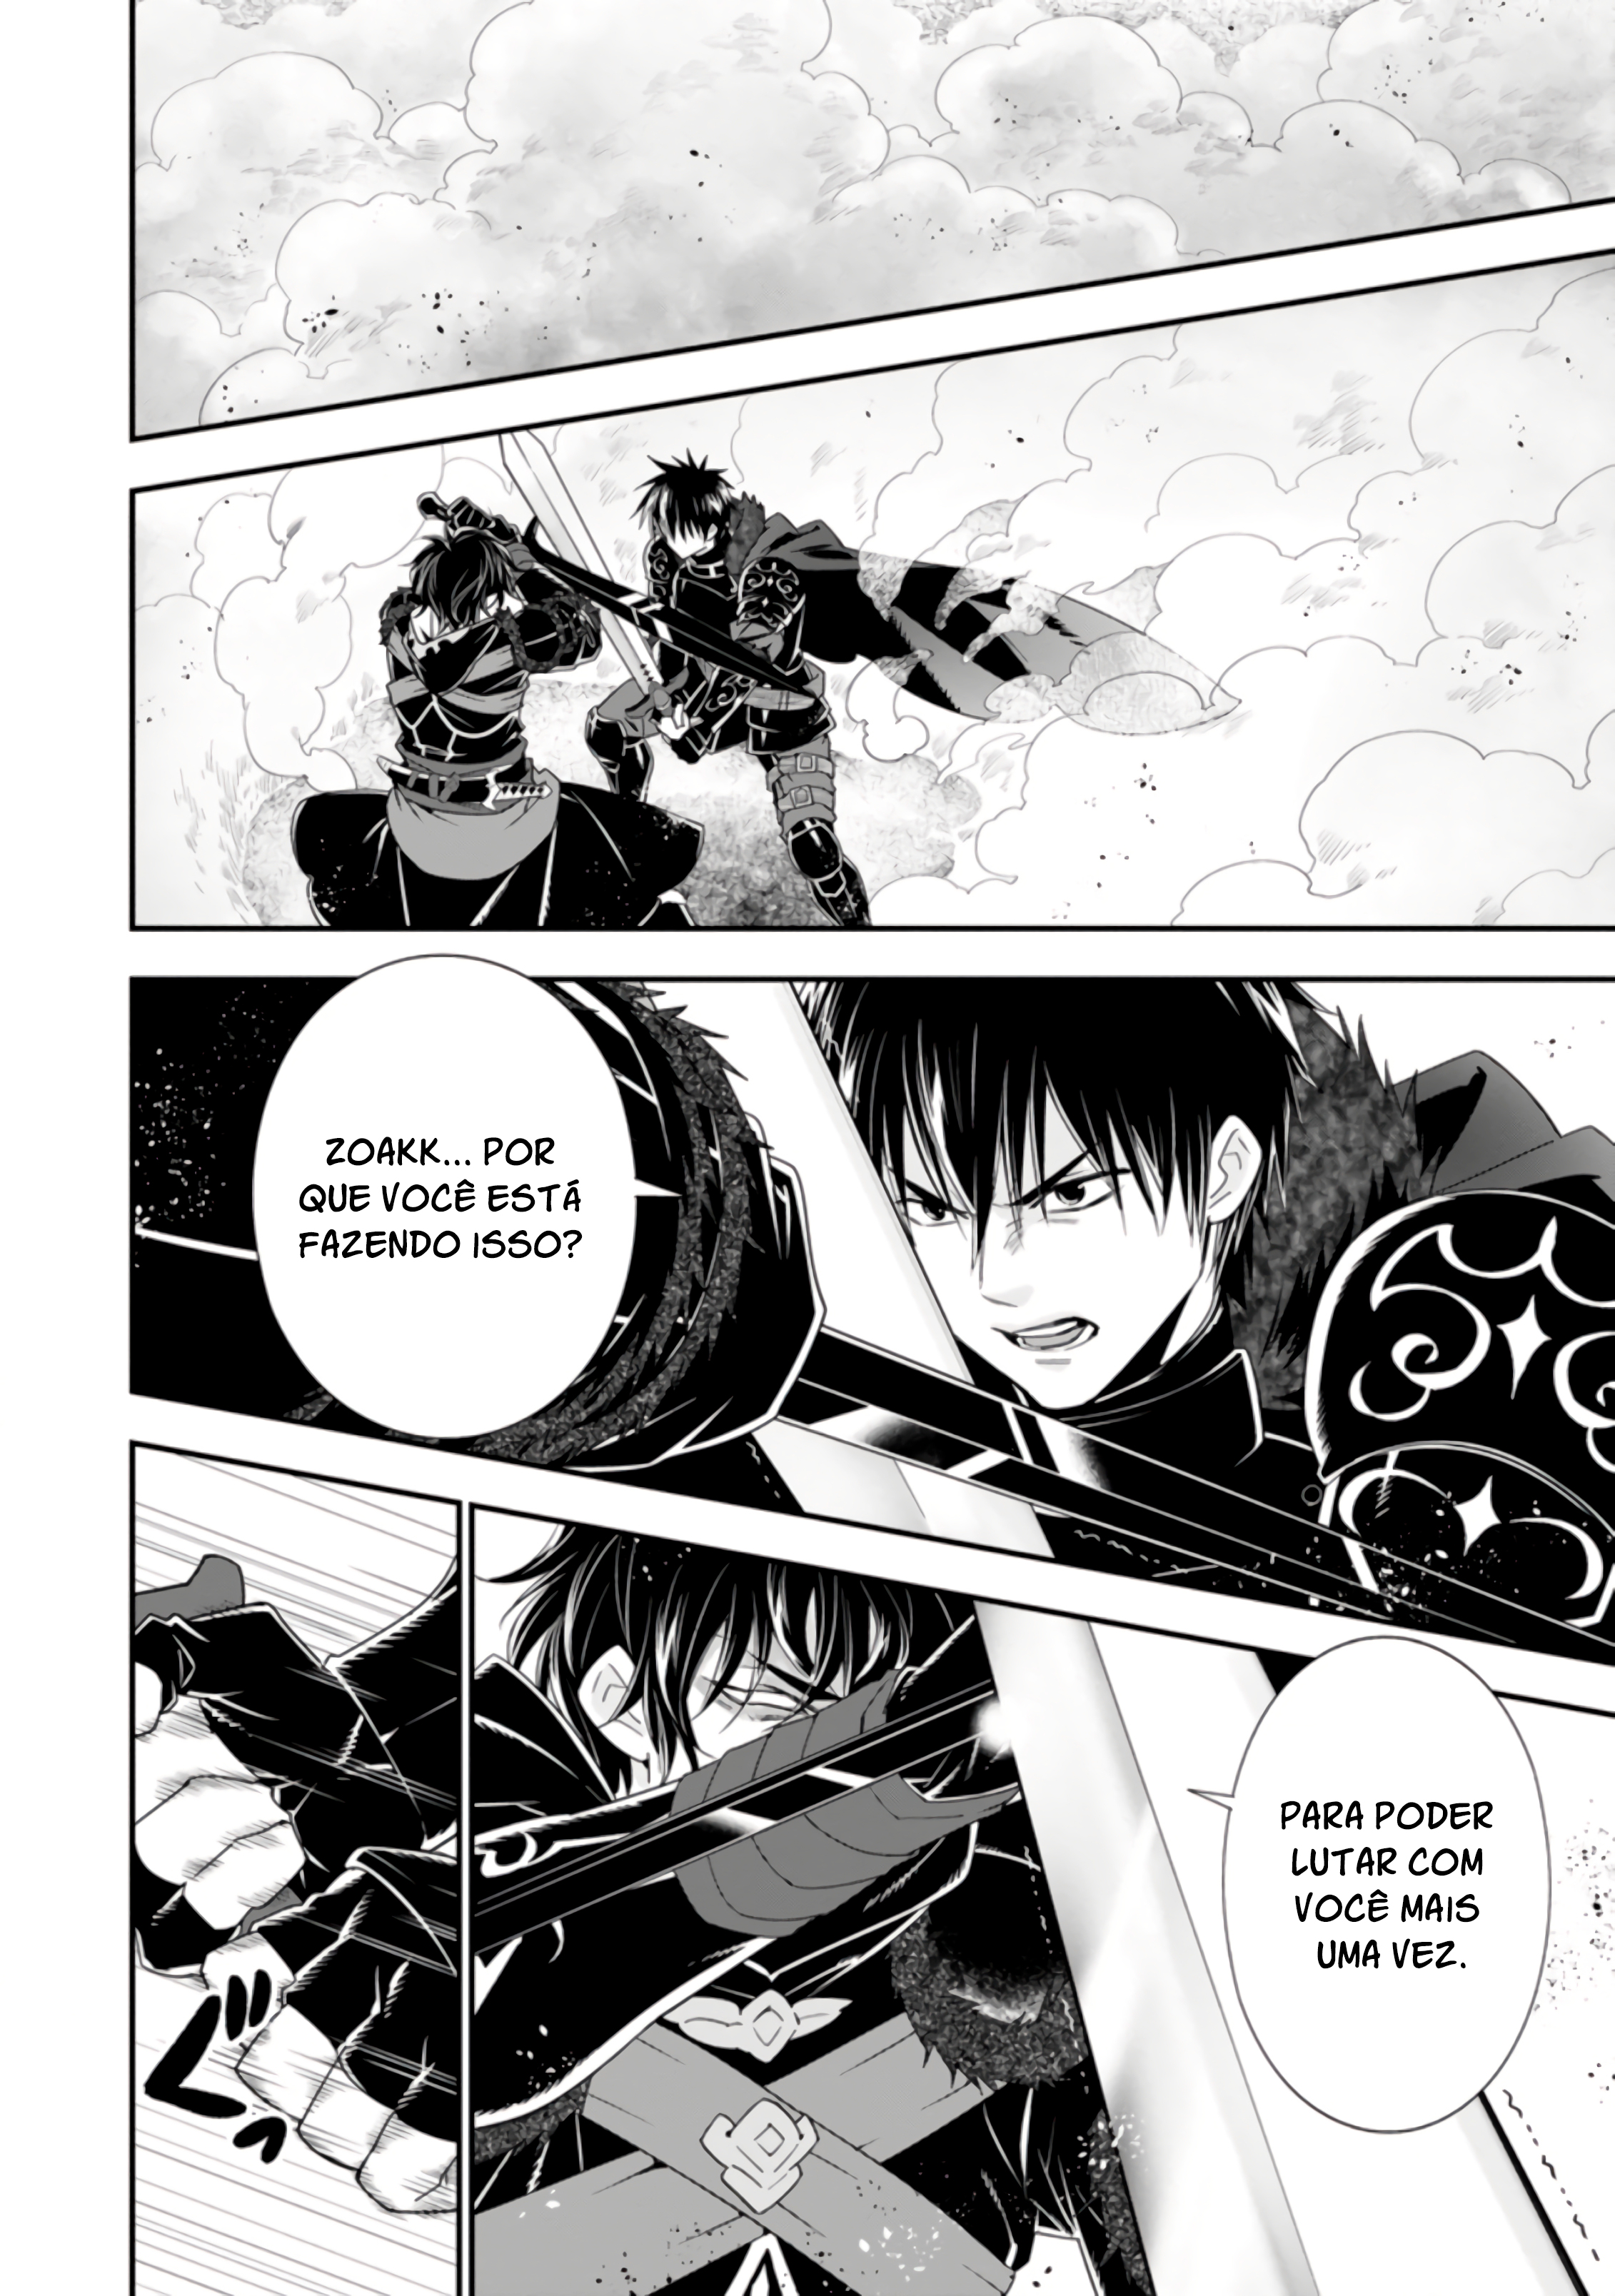 ZOAKK... POR
QUE VOCÊ ESTÁ
FAZENDO ISSO?
PARA PODER
LUTAR COM
VOCÊ MAIS
UMA VEZ.